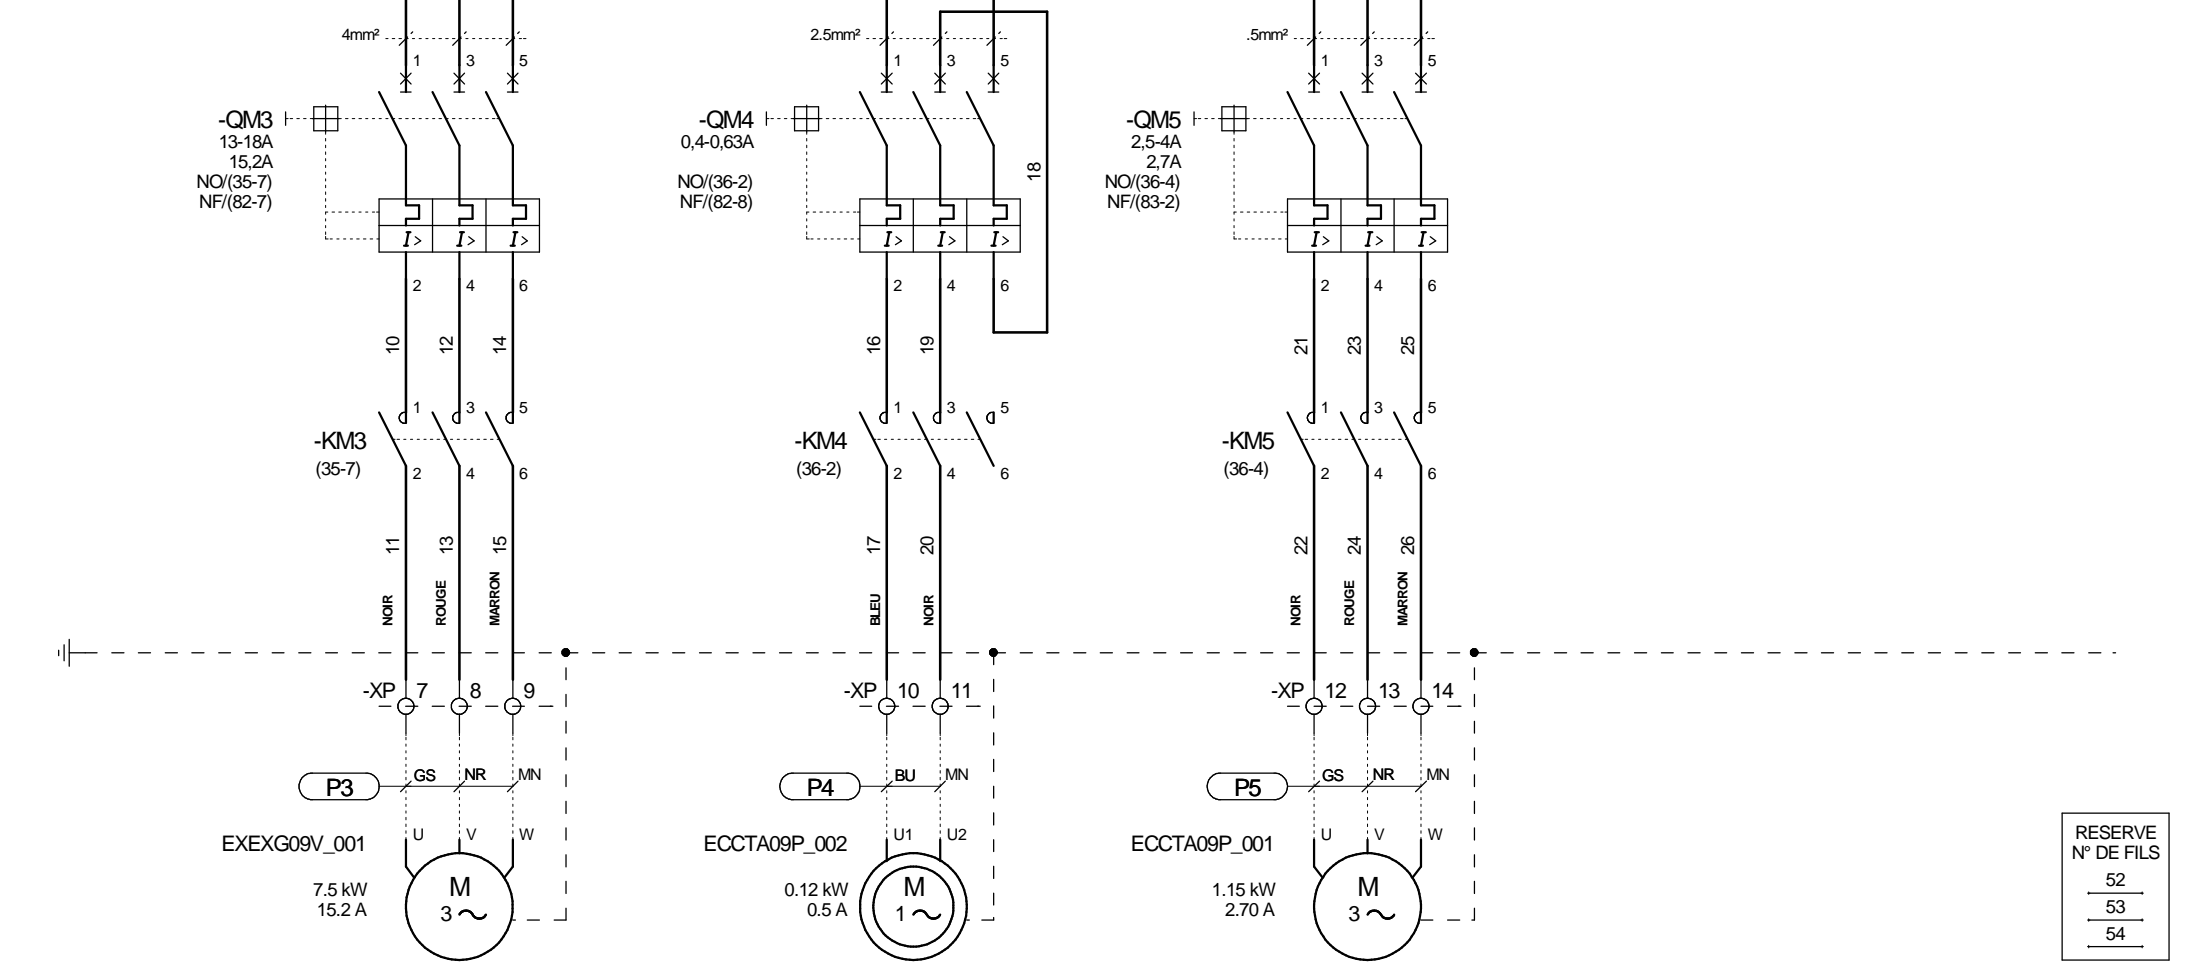 4mm²
1 3 5
-QM3
13-18A
15,2A
NO/(35-7)
NF/(82-7)
I> I> I>
2 4 6
10 12 14
1 3 5
-KM3
(35-7)
2 4 6
11 13 15
NOIR ROUGE MARRON
-XP 7 8 9
P3 GS NR MN
U V W
EXEXG09V_001
7.5 kW
15.2 A
M
3
2.5mm²
1 3 5
-QM4
0,4-0,63A
NO/(36-2)
NF/(82-8)
18
I> I> I>
2 4 6
16 19
1 3 5
-KM4
(36-2)
2 4 6
17 20
BLEU NOIR
-XP 10 11
P4 BU MN
U1 U2
ECCTA09P_002
0.12 kW
0.5 A
M
1
.5mm²
1 3 5
-QM5
2,5-4A
2,7A
NO/(36-4)
NF/(83-2)
I> I> I>
2 4 6
21 23 25
1 3 5
-KM5
(36-4)
2 4 6
22 24 26
NOIR ROUGE MARRON
-XP 12 13 14
P5 GS NR MN
U V W
ECCTA09P_001
1.15 kW
2.70 A
M
3
RESERVE
N° DE FILS
52
53
54